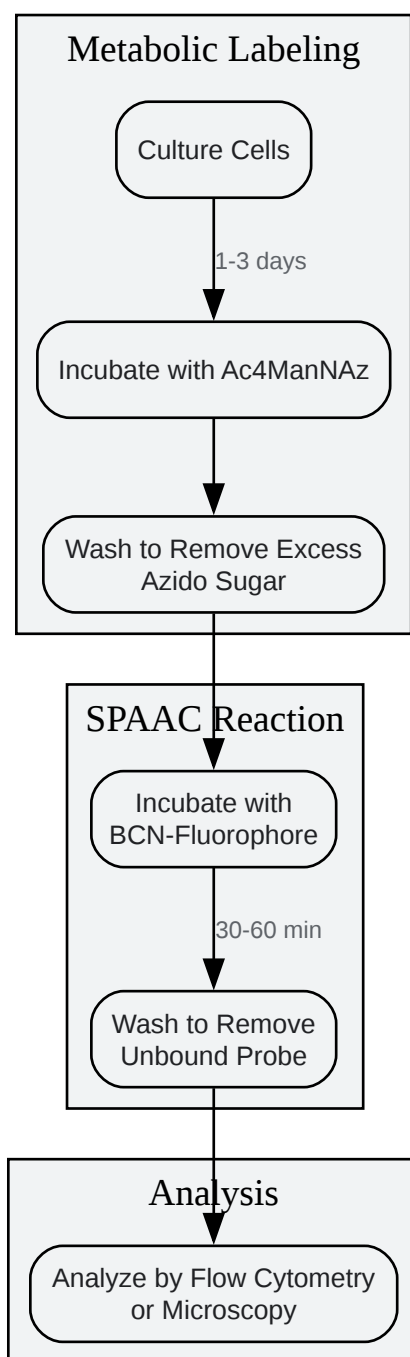 Metabolic Labeling
Culture Cells
1-3 days
Incubate with Ac4ManNAz
Wash to Remove Excess
Azido Sugar
SPAAC Reaction
Incubate with
BCN-Fluorophore
30-60 min
Wash to Remove
Unbound Probe
Analysis
Analyze by Flow Cytometry
or Microscopy